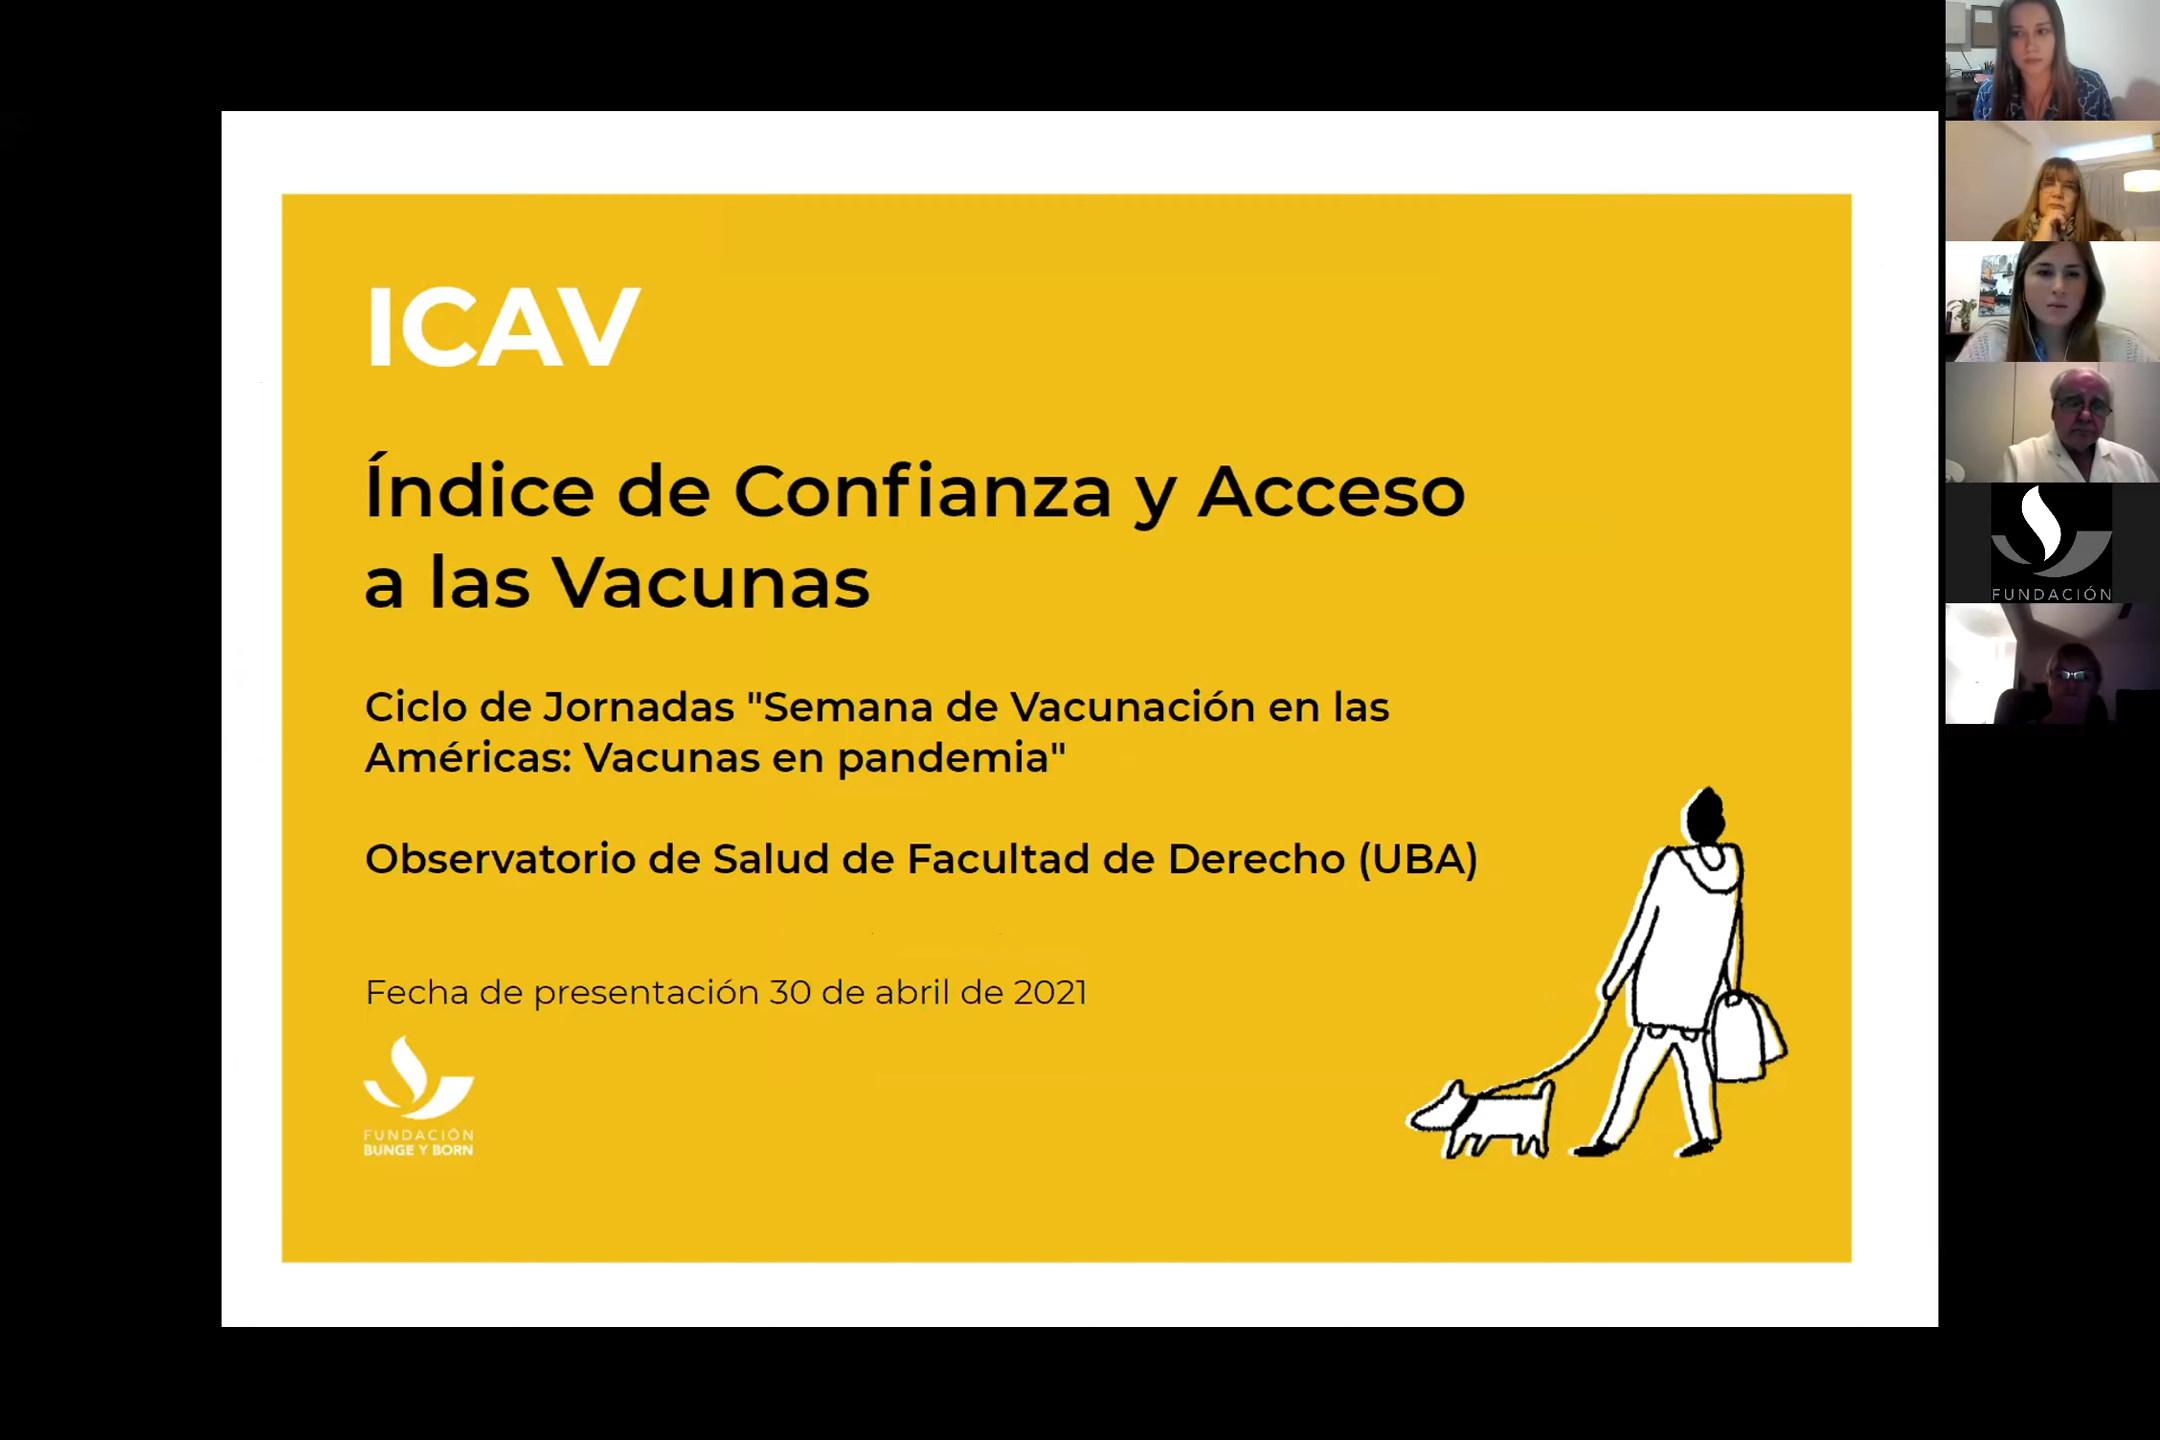 ICAV
Índice de Confianza y Acceso
a las Vacunas
Ciclo de Jornadas "Semana de Vacunación en las
Américas: Vacunas en pandemia"
Observatorio de Salud de Facultad de Derecho (UBA)
Fecha de presentación 30 de abril de 2021
FUNDACIÓN
BUNGE Y BORN
FUNDACIÓN